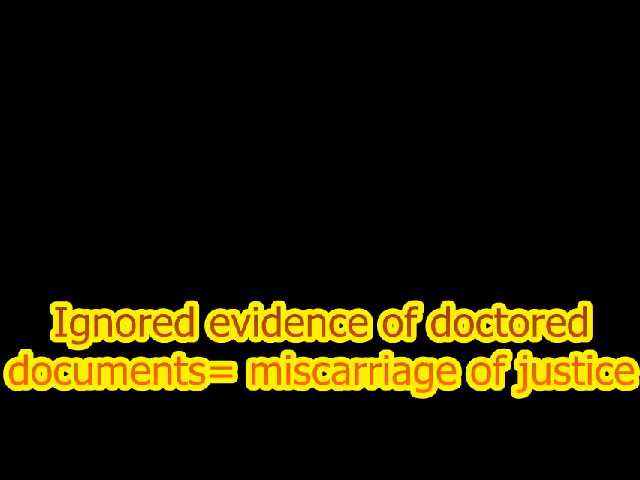 Ignored evidence of doctored
documents= miscarriage of justice